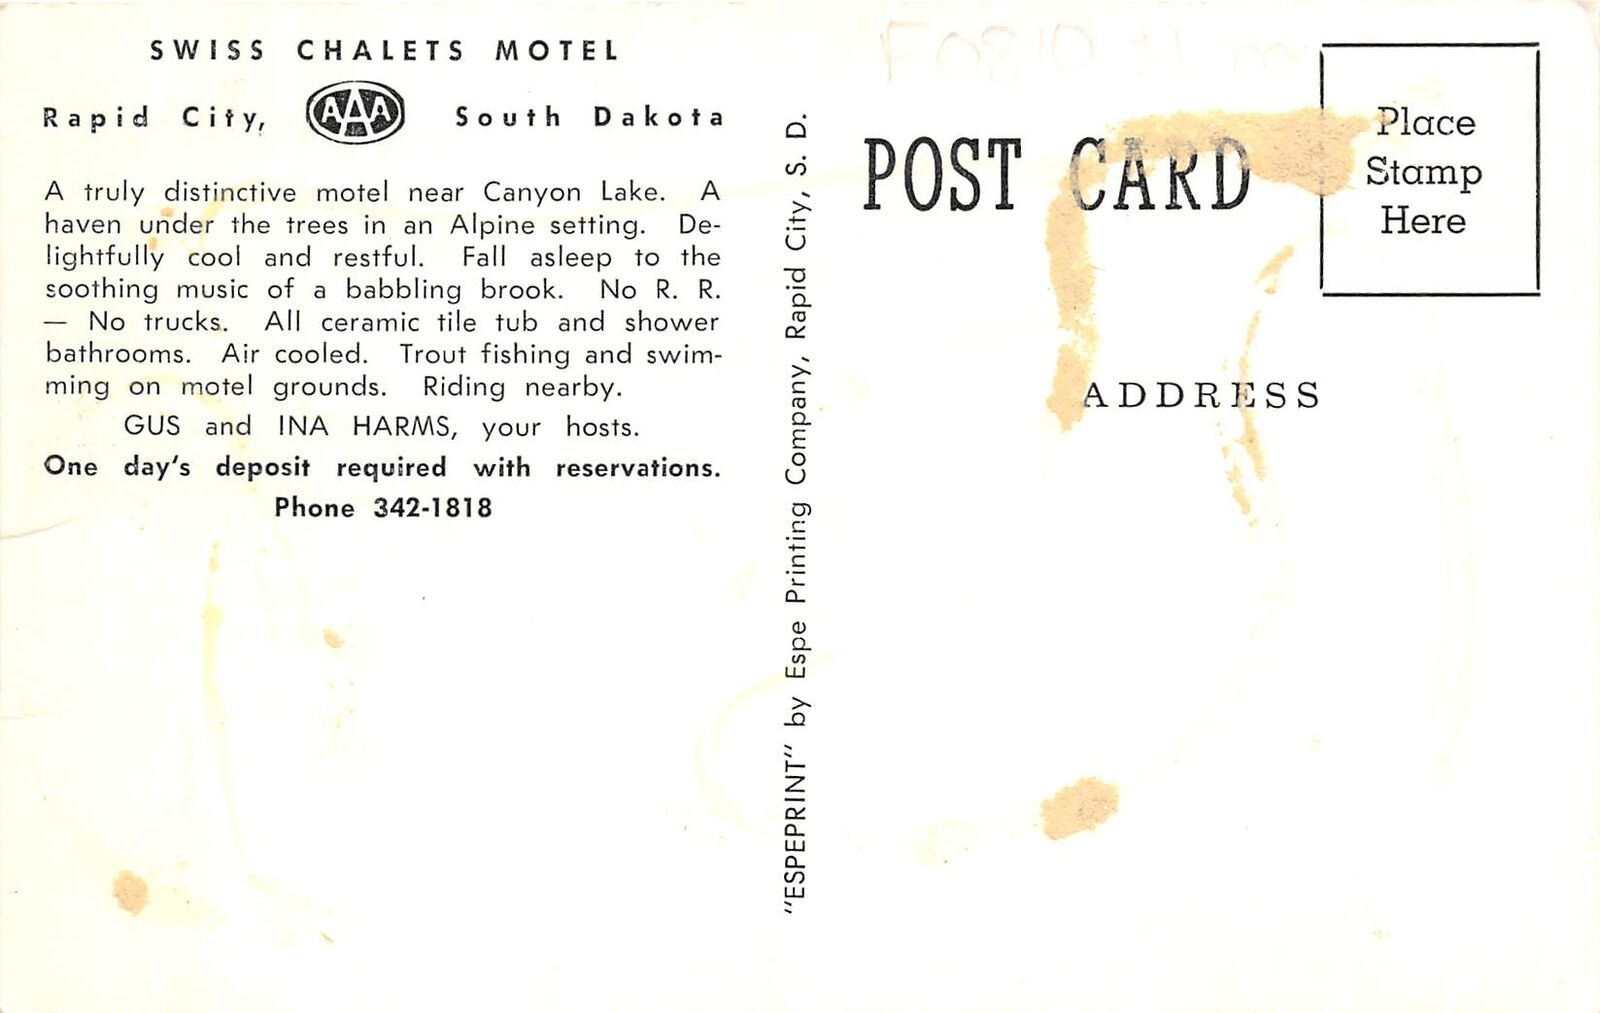 SWISS CHALETS MOTEL
Rapid City, AAA South Dakota
A truly distinctive motel near Canyon Lake. A
haven under the trees in an Alpine setting. De-
lightfully cool and restful. Fall asleep to the
soothing music of a babbling brook. No R. R.
— No trucks. All ceramic tile tub and shower
bathrooms. Air cooled. Trout fishing and swim-
ming on motel grounds. Riding nearby.
GUS and INA HARMS, your hosts.
One day's deposit required with reservations.
Phone 342-1818
"ESPEPRINT" by Espe Printing Company, Rapid City, S. D.
F0810
POST CARD
Place
Stamp
Here
ADDRESS